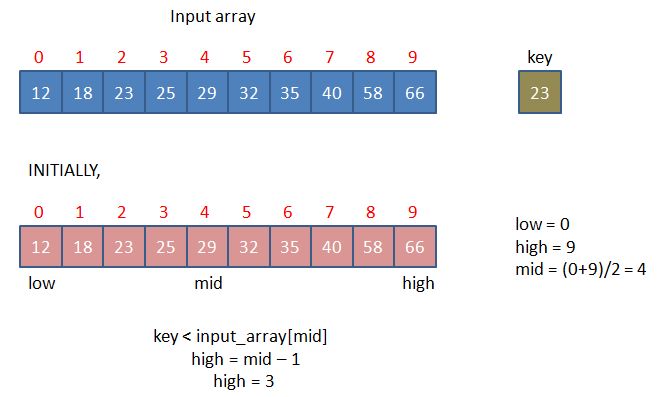 Input array
0 1 2 3 4 5 6 7 8 9 key
12 18 23 25 29 32 35 40 58 66 23
INITIALLY,
0 1 2 3 4 5 6 7 8 9
12 18 23 25 29 32 35 40 58 66
low mid high
low = 0
high = 9
mid = (0+9)/2 = 4
key < input_array[mid]
high = mid – 1
high = 3